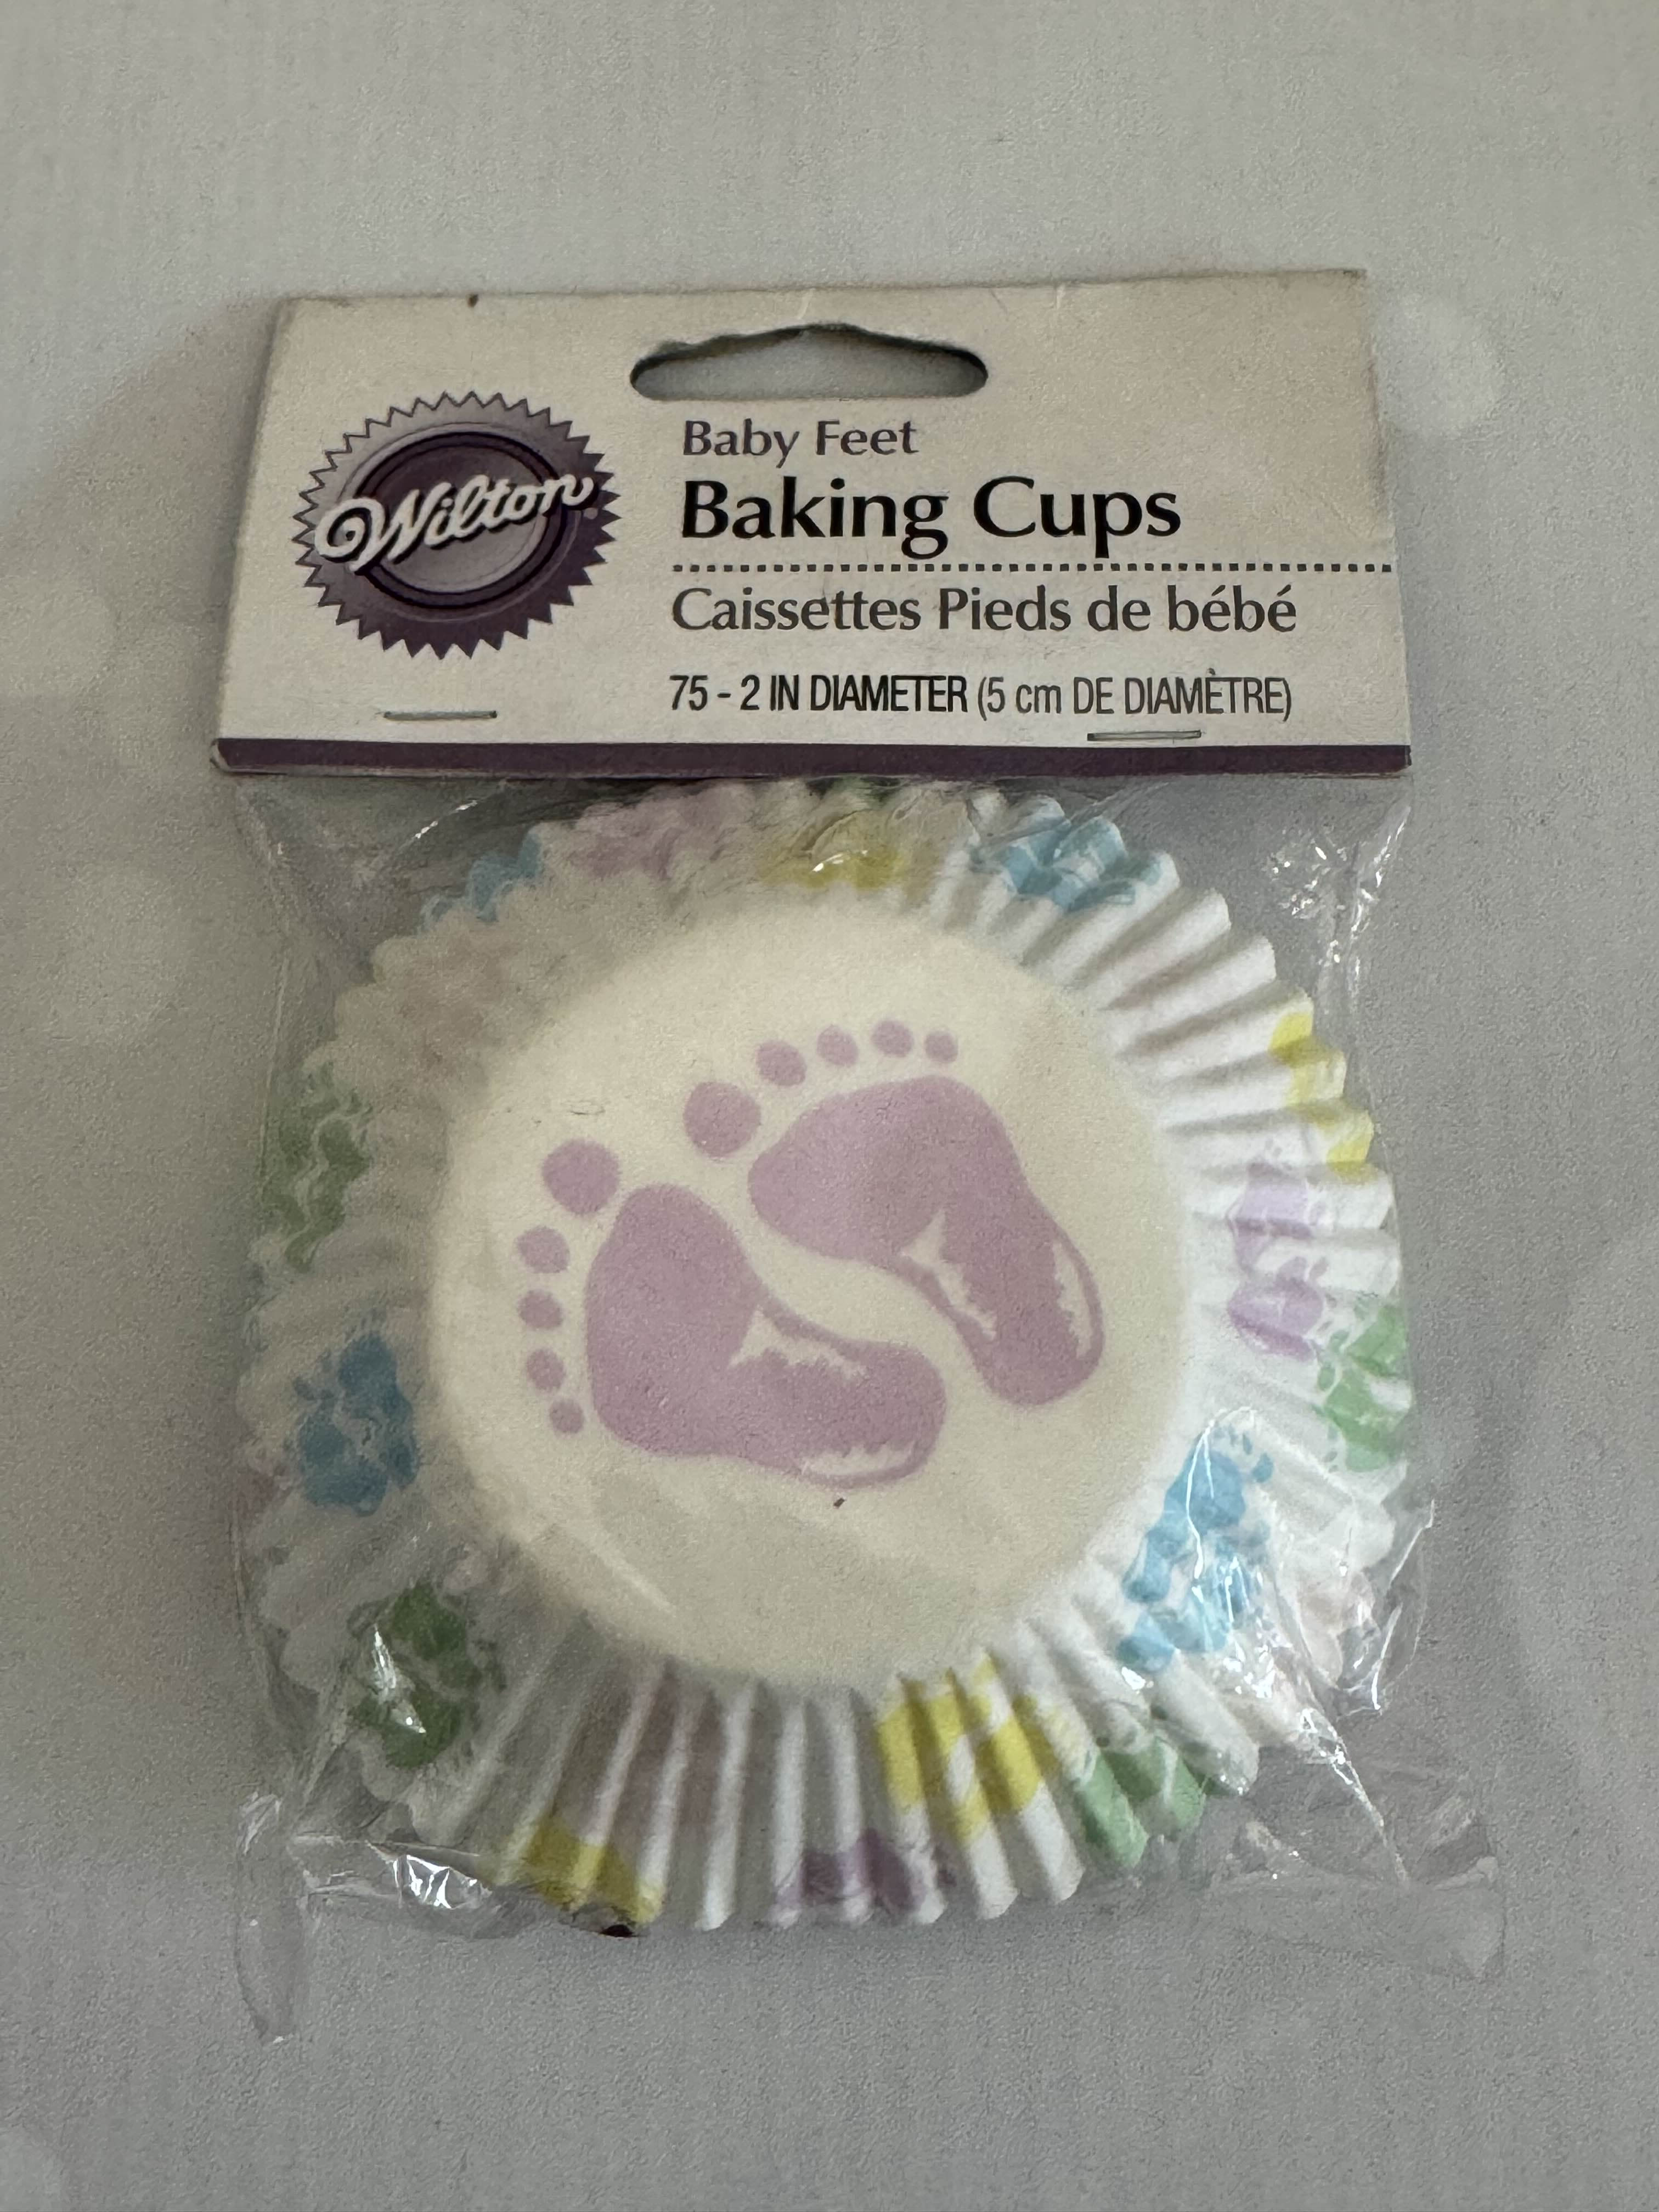 Wilton
Baby Feet
Baking Cups
Caissettes Pieds de bébé
75 - 2 IN DIAMETER (5 cm DE DIAMÈTRE)